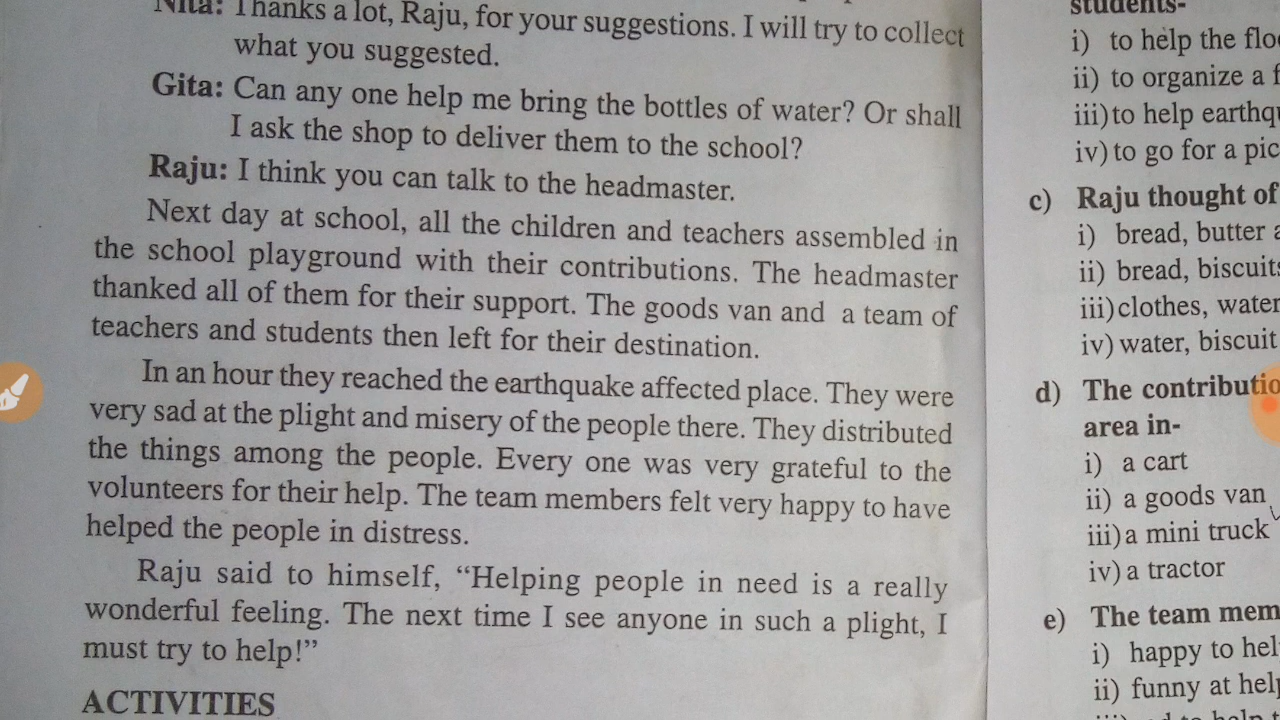 Nita: Thanks a lot, Raju, for your suggestions. I will try to collect
what you suggested.
Gita: Can any one help me bring the bottles of water? Or shall
I ask the shop to deliver them to the school?
Raju: I think you can talk to the headmaster.
Next day at school, all the children and teachers assembled in
the school playground with their contributions. The headmaster
thanked all of them for their support. The goods van and a team of
teachers and students then left for their destination.
In an hour they reached the earthquake affected place. They were
very sad at the plight and misery of the people there. They distributed
the things among the people. Every one was very grateful to the
volunteers for their help. The team members felt very happy to have
helped the people in distress.
Raju said to himself, “Helping people in need is a really
wonderful feeling. The next time I see anyone in such a plight, I
must try to help!”
ACTIVITIES
students-
i) to help the
ii) to organize a
iii) to help
iv) to go for a
c) Raju thought of
i) bread, butter
ii) bread, biscuits
iii) clothes, water
iv) water, biscuit
d) The
area in-
i) a cart
ii) a goods van
iii) a mini truck
iv) a tractor
e) The team
i) happy to
ii) funny at